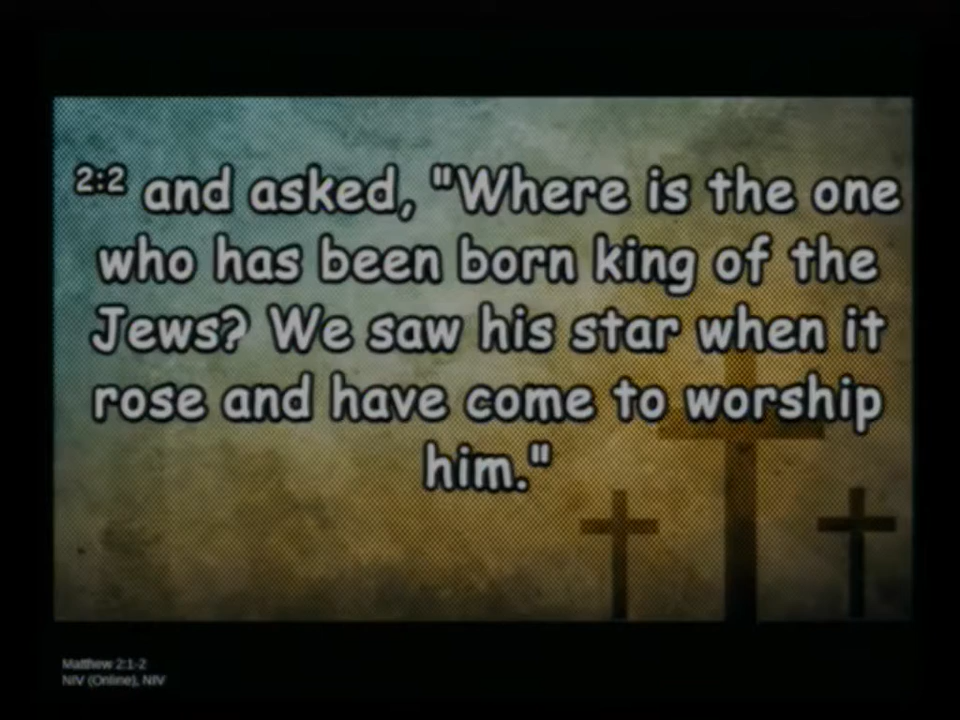 2:2 and asked, "Where is the one
who has been born king of the
Jews? We saw his star when it
rose and have come to worship
him."
Matthew 2:1-2
NIV (Online), NIV